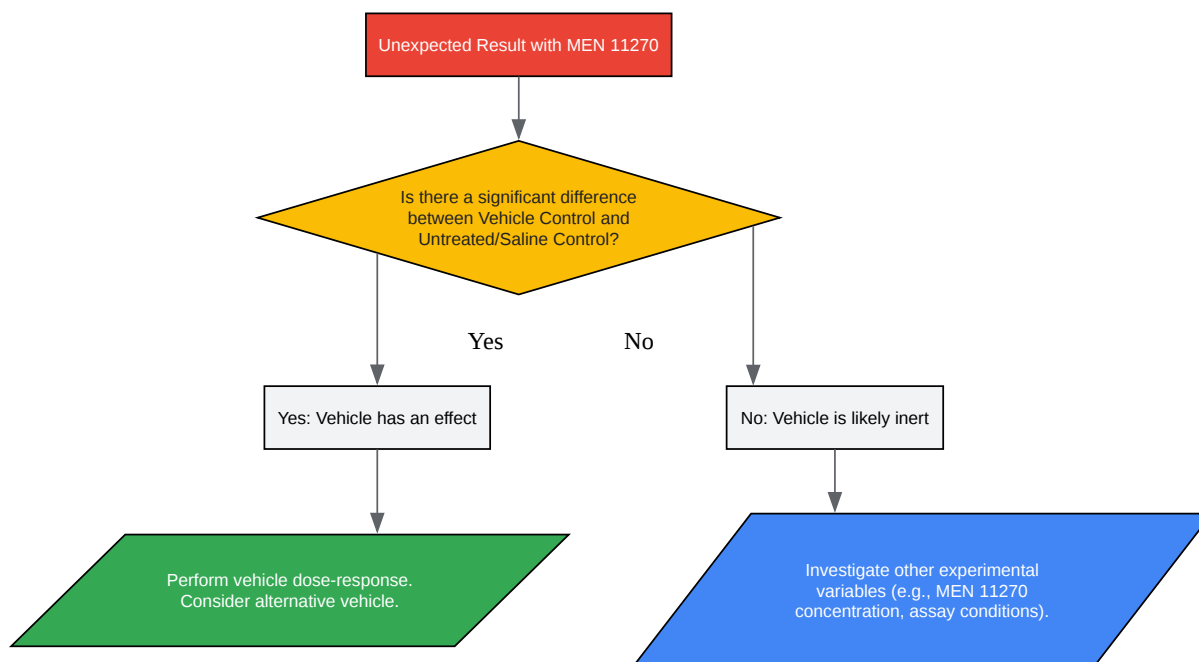 Unexpected Result with MEN 11270
Is there a significant difference
between Vehicle Control and
Untreated/Saline Control?
Yes
No
Yes: Vehicle has an effect
No: Vehicle is likely inert
Perform vehicle dose-response.
Consider alternative vehicle.
Investigate other experimental
variables (e.g., MEN 11270
concentration, assay conditions).